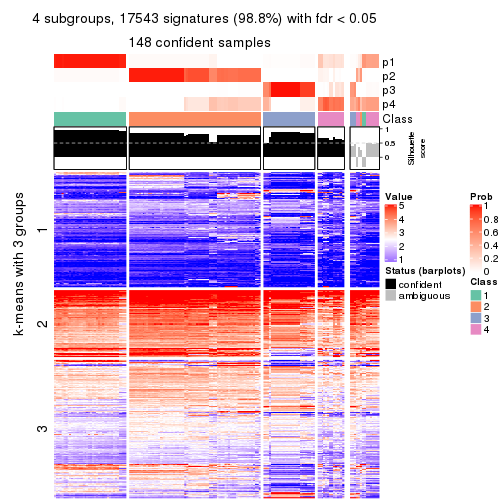 4 subgroups, 17543 signatures (98.8%) with fdr < 0.05
148 confident samples
p1
p2
p3
p4
Class
1
0.5
0
Silhouette
score
k-means with 3 groups
1
2
3
Value
5
4
3
2
1
Prob
1
0.8
0.6
0.4
0.2
0
Status (barplots)
confident
ambiguous
Class
1
2
3
4